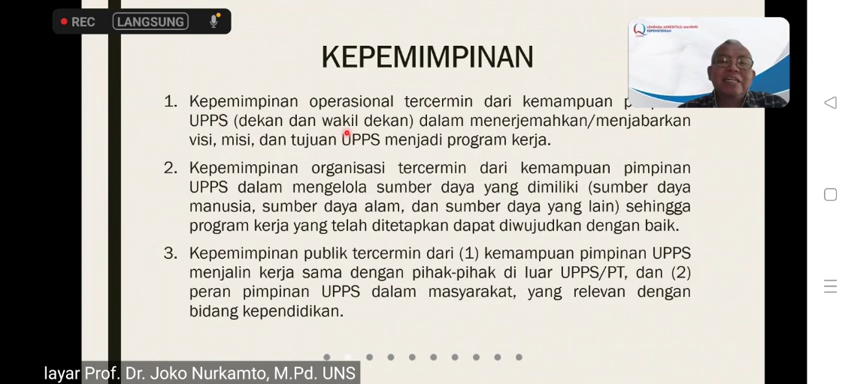 REC
LANGSUNG
KEPEMIMPINAN
LEMBAGA AKREDITASI MANDIRI
KEPENDIDIKAN
1. Kepemimpinan operasional tercermin dari kemampuan
UPPS (dekan dan wakil dekan) dalam menerjemahkan/menjabarkan
visi, misi, dan tujuan UPPS menjadi program kerja.
2. Kepemimpinan organisasi tercermin dari kemampuan pimpinan
UPPS dalam mengelola sumber daya yang dimiliki (sumber daya
manusia, sumber daya alam, dan sumber daya yang lain) sehingga
program kerja yang telah ditetapkan dapat diwujudkan dengan baik.
3. Kepemimpinan publik tercermin dari (1) kemampuan pimpinan UPPS
menjalin kerja sama dengan pihak-pihak di luar UPPS/PT, dan (2)
peran pimpinan UPPS dalam masyarakat, yang relevan dengan
bidang kependidikan.
layar Prof. Dr. Joko Nurkamto, M.Pd. UNS